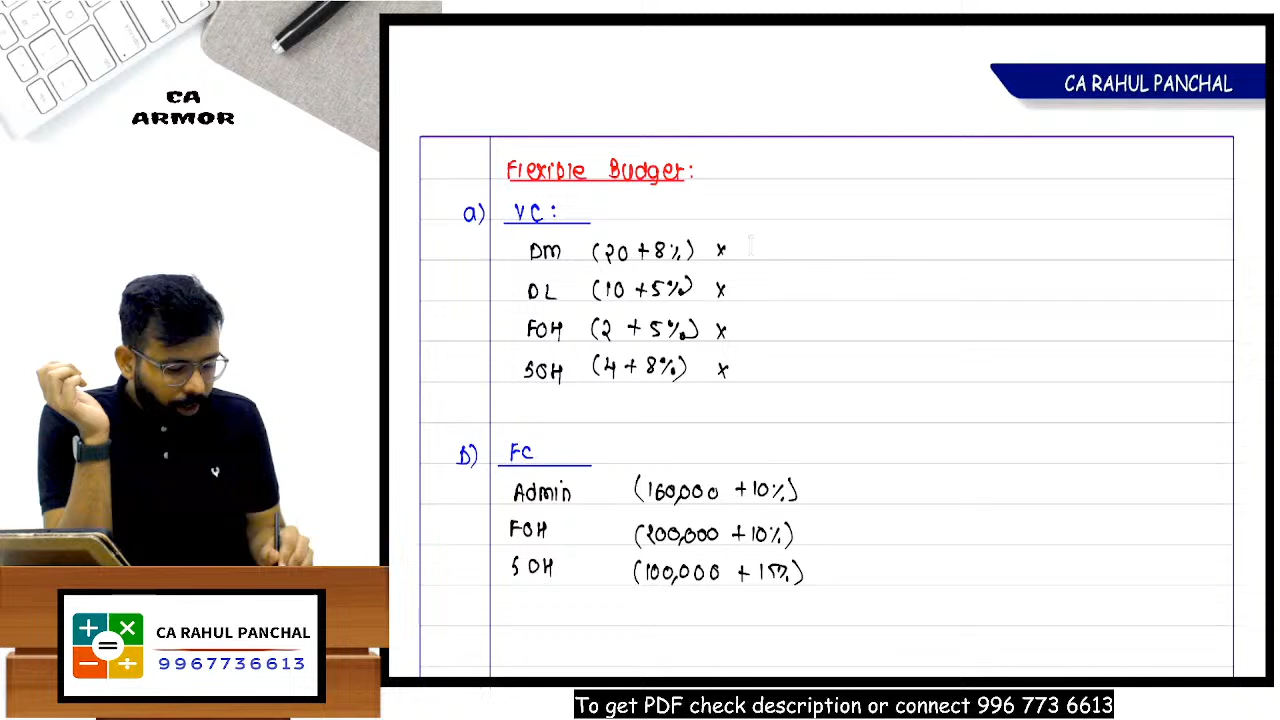 CA
ARMOR
CA RAHUL PANCHAL
Flexible Budget:
a) VC:
DM (20 + 8%) x
DL (10 + 5%) x
FOH (2 + 5%) x
SOH (4 + 8%) x
b) FC
Admin (160,000 + 10%)
FOH (200,000 + 10%)
SOH (100,000 + 15%)
CA RAHUL PANCHAL
9967736613
To get PDF check description or connect 996 773 6613